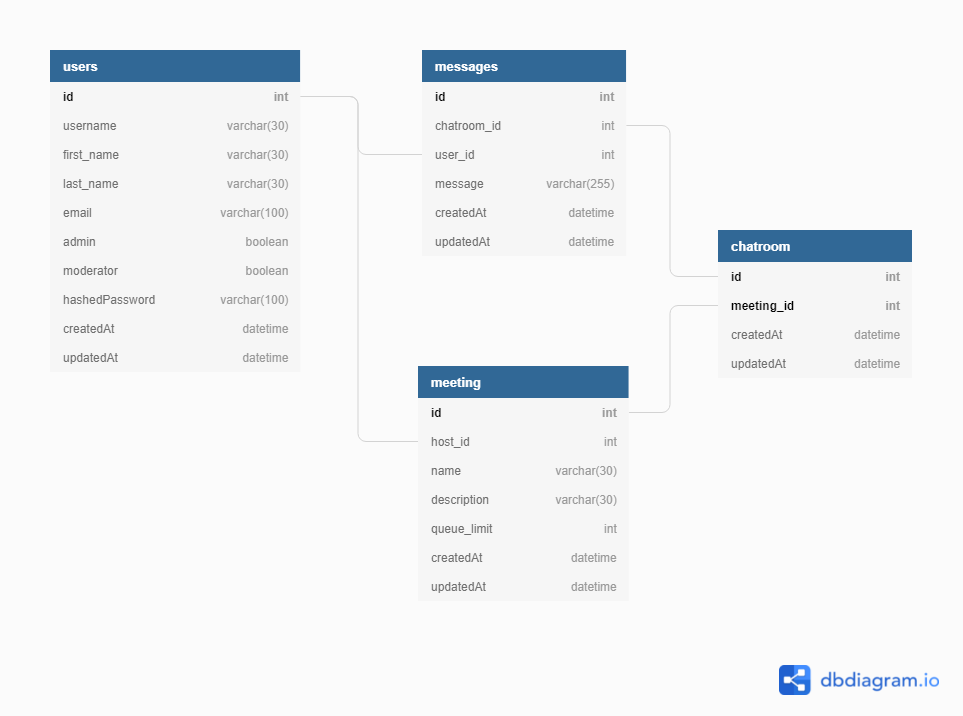 users
id int
username varchar(30)
first_name varchar(30)
last_name varchar(30)
email varchar(100)
admin boolean
moderator boolean
hashedPassword varchar(100)
createdAt datetime
updatedAt datetime
messages
id int
chatroom_id int
user_id int
message varchar(255)
createdAt datetime
updatedAt datetime
chatroom
id int
meeting_id int
createdAt datetime
updatedAt datetime
meeting
id int
host_id int
name varchar(30)
description varchar(30)
queue_limit int
createdAt datetime
updatedAt datetime
dbdiagram.io